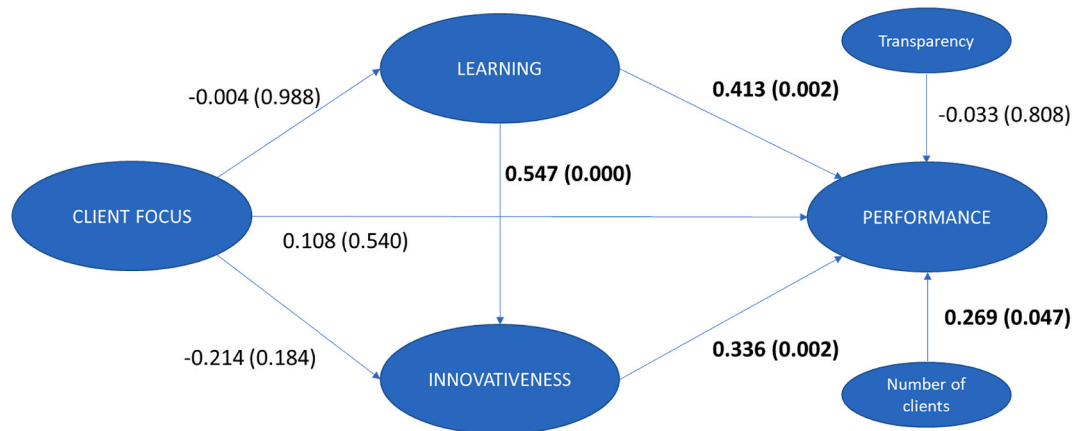 Transparency
LEARNING
0.413 (0.002)
-0.004 (0.988)
-0.033 (0.808)
0.547 (0.000)
CLIENT FOCUS
PERFORMANCE
0.108 (0.540)
0.269 (0.047)
-0.214 (0.184)
0.336 (0.002)
INNOVATIVENESS
Number of
clients